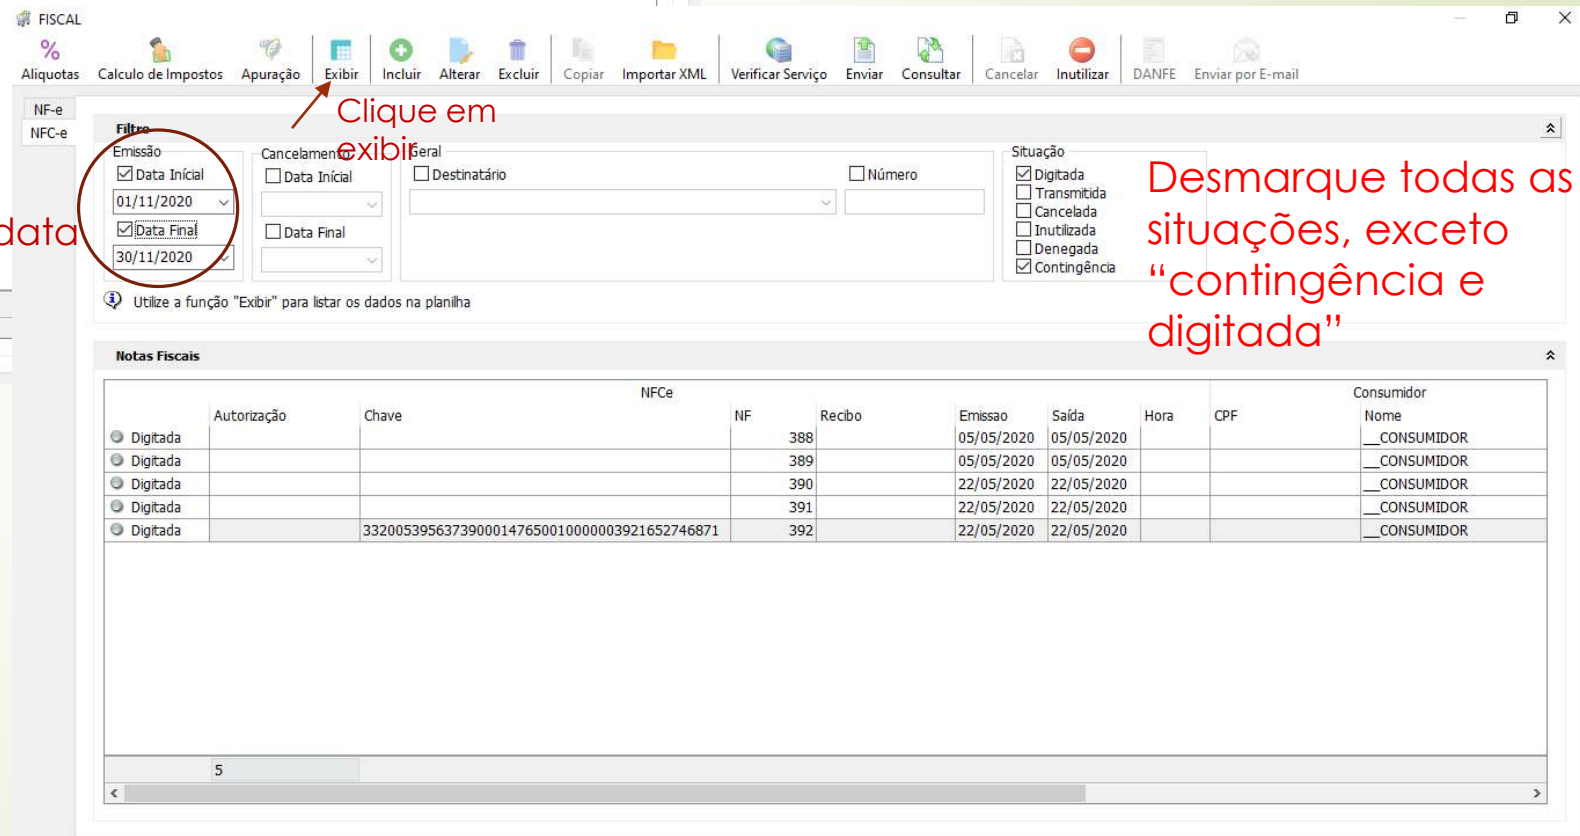 FISCAL
Aliquotas Calculo de Impostos Apuração Exibir Incluir Alterar Excluir Copiar Importar XML Verificar Serviço Enviar Consultar Cancelar Inutilizar DANFE Enviar por E-mail
Clique em
exibir
NF-e
NFC-e
Filtro
Emissão
Data Inícial
01/11/2020
Data Final
30/11/2020
data
Cancelamento
Data Inícial
Data Final
Geral
Destinatário
Número
Situação
Digitada
Transmitida
Cancelada
Inutilizada
Denegada
Contingência
Desmarque todas as
situações, exceto
“contingência e
digitada”
Utilize a função "Exibir" para listar os dados na planilha
Notas Fiscais
NFCe Consumidor
Autorização Chave NF Recibo Emissao Saída Hora CPF Nome
Digitada 388 05/05/2020 05/05/2020 __CONSUMIDOR
Digitada 389 05/05/2020 05/05/2020 __CONSUMIDOR
Digitada 390 22/05/2020 22/05/2020 __CONSUMIDOR
Digitada 391 22/05/2020 22/05/2020 __CONSUMIDOR
Digitada 33200539563739000147650010000003921652746871 392 22/05/2020 22/05/2020 __CONSUMIDOR
5